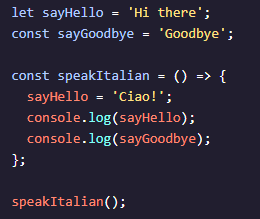 let sayHello = 'Hi there';
const sayGoodbye = 'Goodbye';
const speakItalian = () => {
  sayHello = 'Ciao!';
  console.log(sayHello);
  console.log(sayGoodbye);
};
speakItalian();